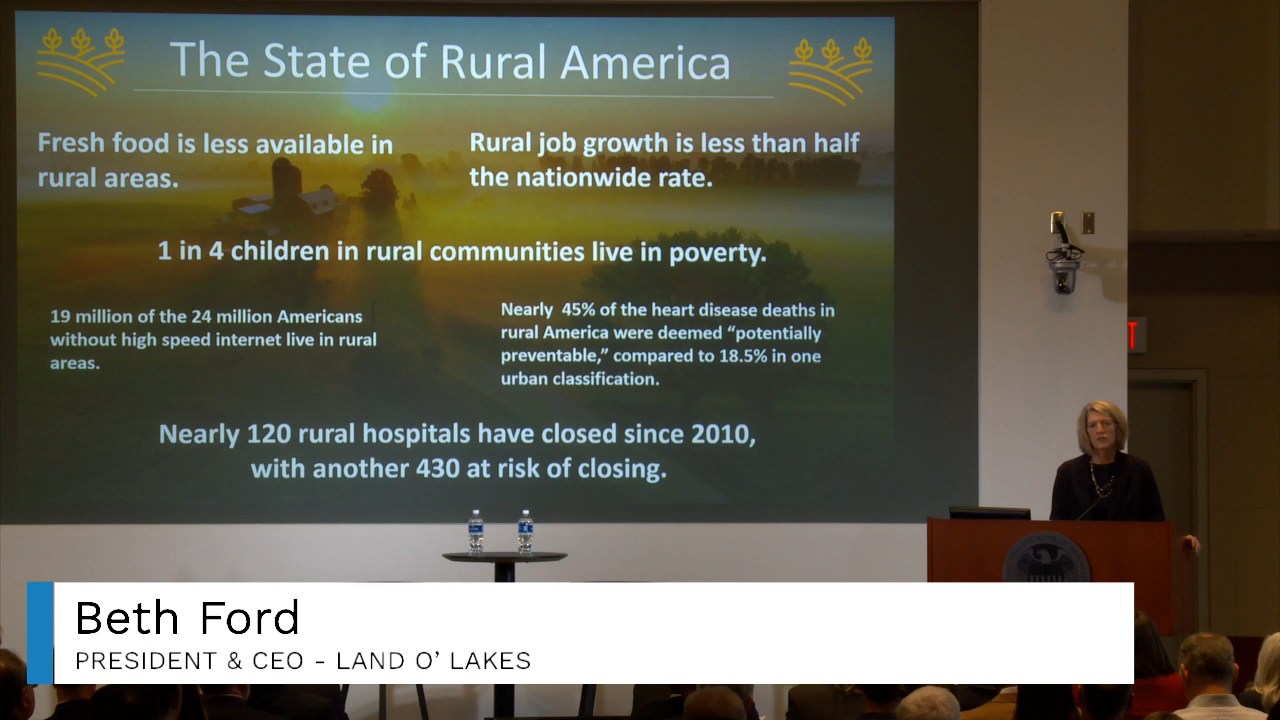 The State of Rural America
Fresh food is less available in
rural areas.
Rural job growth is less than half
the nationwide rate.
1 in 4 children in rural communities live in poverty.
19 million of the 24 million Americans
without high speed internet live in rural
areas.
Nearly 45% of the heart disease deaths in
rural America were deemed “potentially
preventable,” compared to 18.5% in one
urban classification.
Nearly 120 rural hospitals have closed since 2010,
with another 430 at risk of closing.
Beth Ford
PRESIDENT & CEO - LAND O’ LAKES